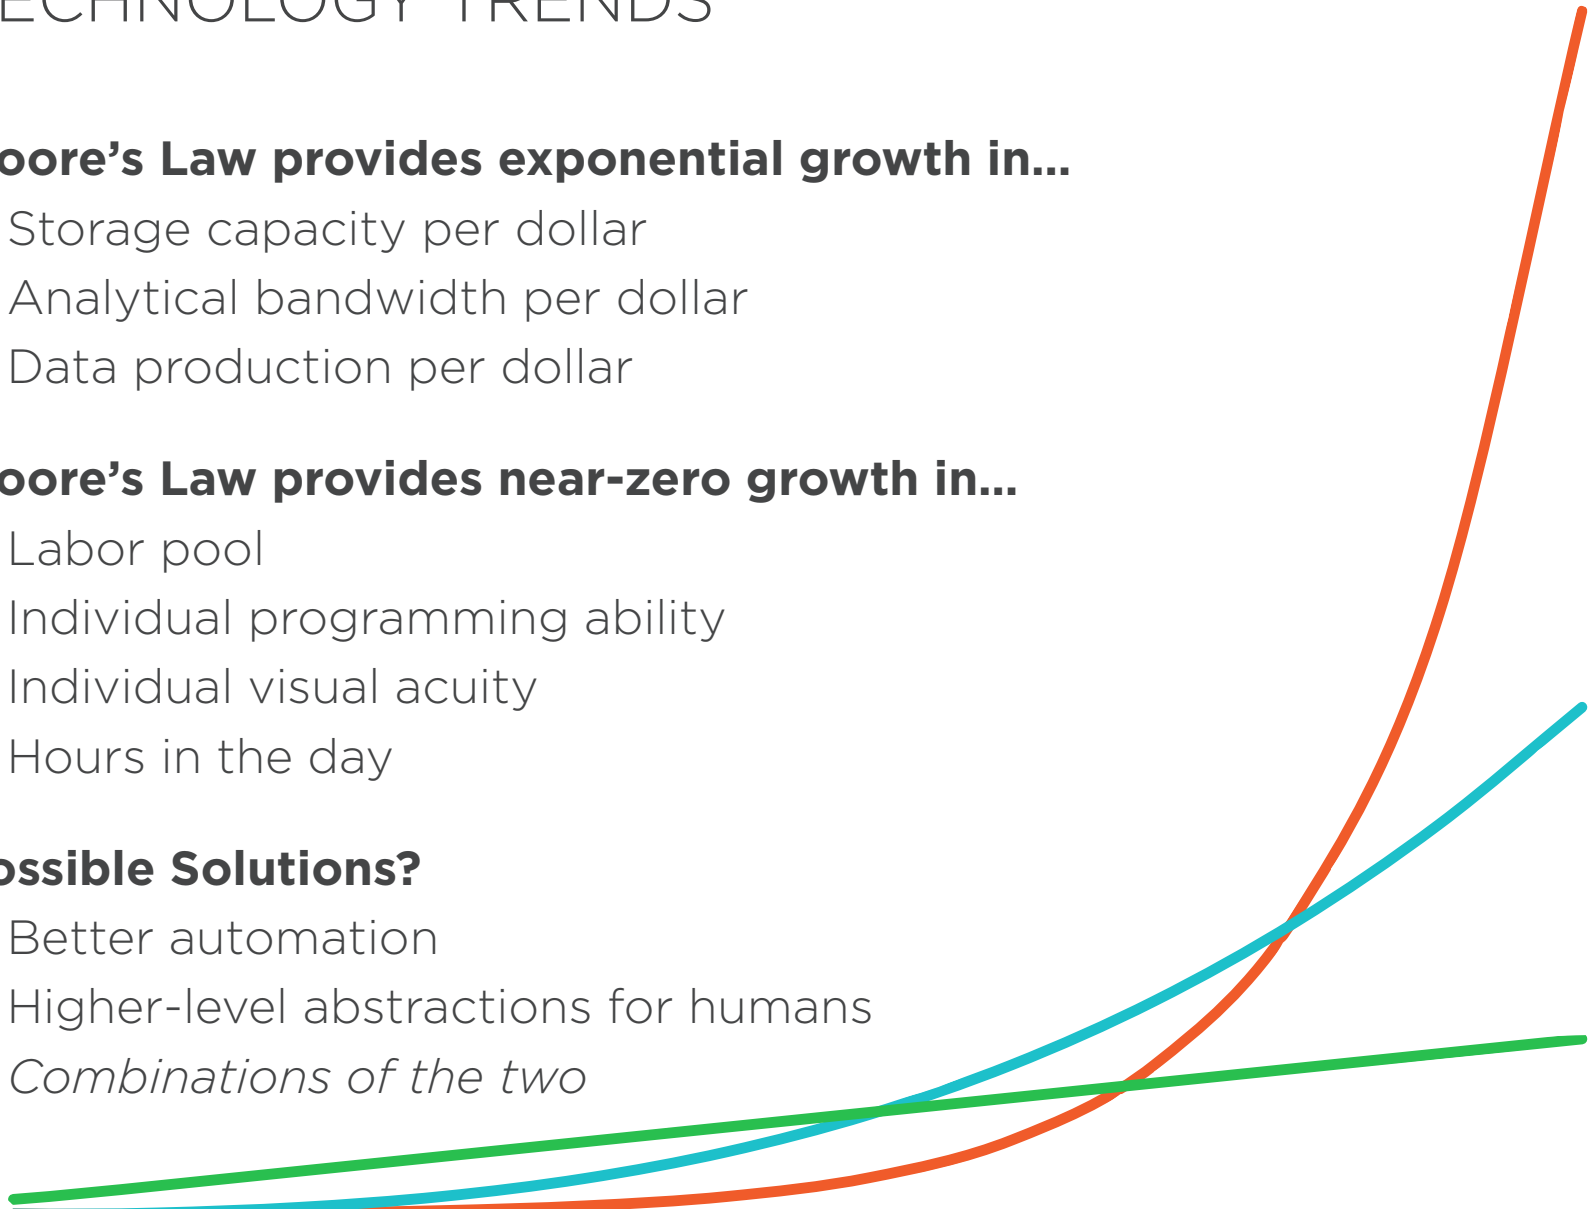 ECHNOLOGY TRENDS
oore’s Law provides exponential growth in…
Storage capacity per dollar
Analytical bandwidth per dollar
Data production per dollar
oore’s Law provides near-zero growth in…
Labor pool
Individual programming ability
Individual visual acuity
Hours in the day
ossible Solutions?
Better automation
Higher-level abstractions for humans
Combinations of the two